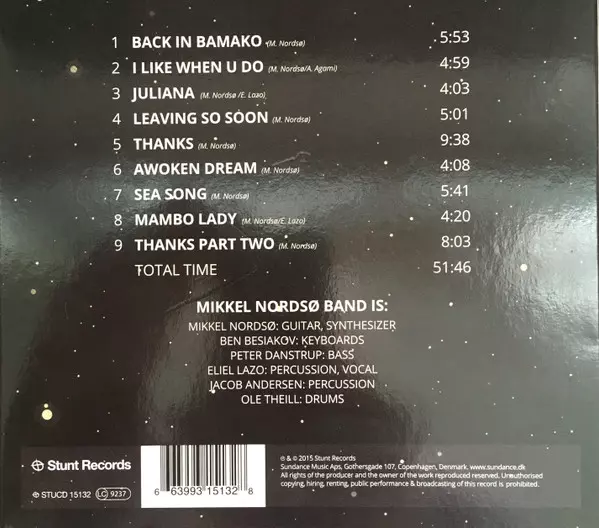 1 BACK IN BAMAKO (M. Nordsø) 5:53
2 I LIKE WHEN U DO (M. Nordsø/A. Agami) 4:59
3 JULIANA (M. Nordsø /E. Lazo) 4:03
4 LEAVING SO SOON (M. Nordsø) 5:01
5 THANKS (M. Nordsø) 9:38
6 AWOKEN DREAM (M. Nordsø) 4:08
7 SEA SONG (M. Nordsø) 5:41
8 MAMBO LADY (M. Nordsø/E. Lazo) 4:20
9 THANKS PART TWO (M. Nordsø) 8:03
TOTAL TIME 51:46
MIKKEL NORDSØ BAND IS:
MIKKEL NORDSØ: GUITAR, SYNTHESIZER
BEN BESIAKOV: KEYBOARDS
PETER DANSTRUP: BASS
ELIEL LAZO: PERCUSSION, VOCAL
JACOB ANDERSEN: PERCUSSION
OLE THEILL: DRUMS
Stunt Records
STUCD 15132 LC 9237
6 63993 15132 8
℗ & © 2015 Stunt Records
Sundance Music Aps, Gothersgade 107, Copenhagen, Denmark. www.sundance.dk
All rights of the producer and the owner of the work reproduced reserved. Unauthorised
copying, hiring, renting, public performance & broadcasting of this record is prohibited.